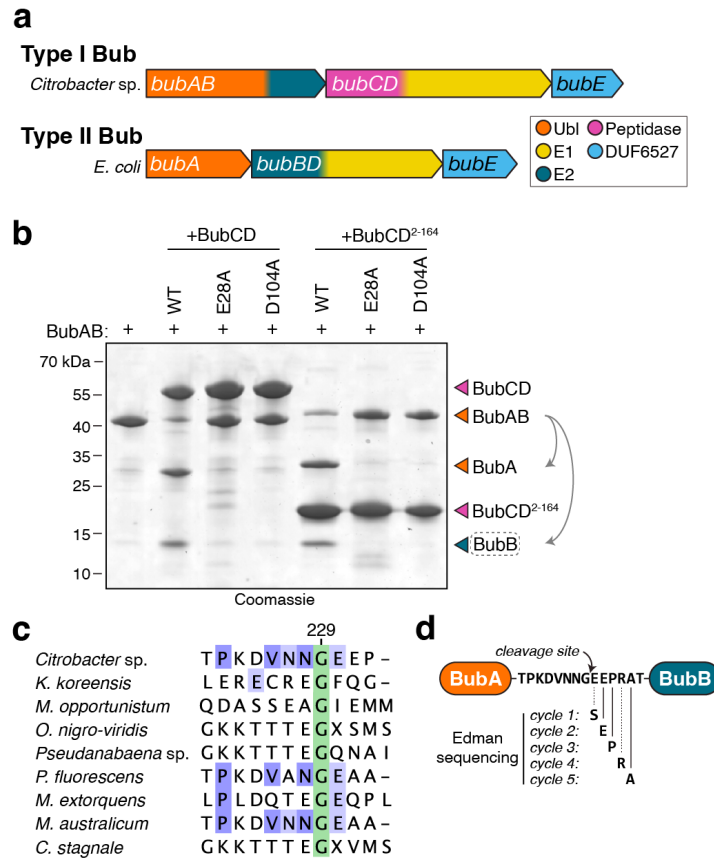 a
Type I Bub
Citrobacter sp.
bubAB
bubCD
bubE
Type II Bub
E. coli
bubA
bubBD
bubE
Ubl
Peptidase
E1
DUF6527
E2
b
+BubCD
+BubCD2-164
WT
E28A
D104A
WT
E28A
D104A
BubAB: + + + + + + +
70 kDa
55
40
35
25
15
10
BubCD
BubAB
BubA
BubCD2-164
BubB
Coomassie
c
229
Citrobacter sp. T P K D V N N G E E P -
K. koreensis L E R E C R E G F Q G -
M. opportunistum Q D A S S E A G I E M M
O. nigro-viridis G K K T T T E G X S M S
Pseudanabaena sp. G K K T T T E G Q N A I
P. fluorescens T P K D V A N G E A A -
M. extorquens L P L D Q T E G E Q P L
M. australicum T P K D V N N G E A A -
C. stagnale G K K T T T E G X V M S
d
cleavage site
BubA -TPKDVNNGEEPRAT- BubB
Edman sequencing
cycle 1: S
cycle 2: E
cycle 3: P
cycle 4: R
cycle 5: A